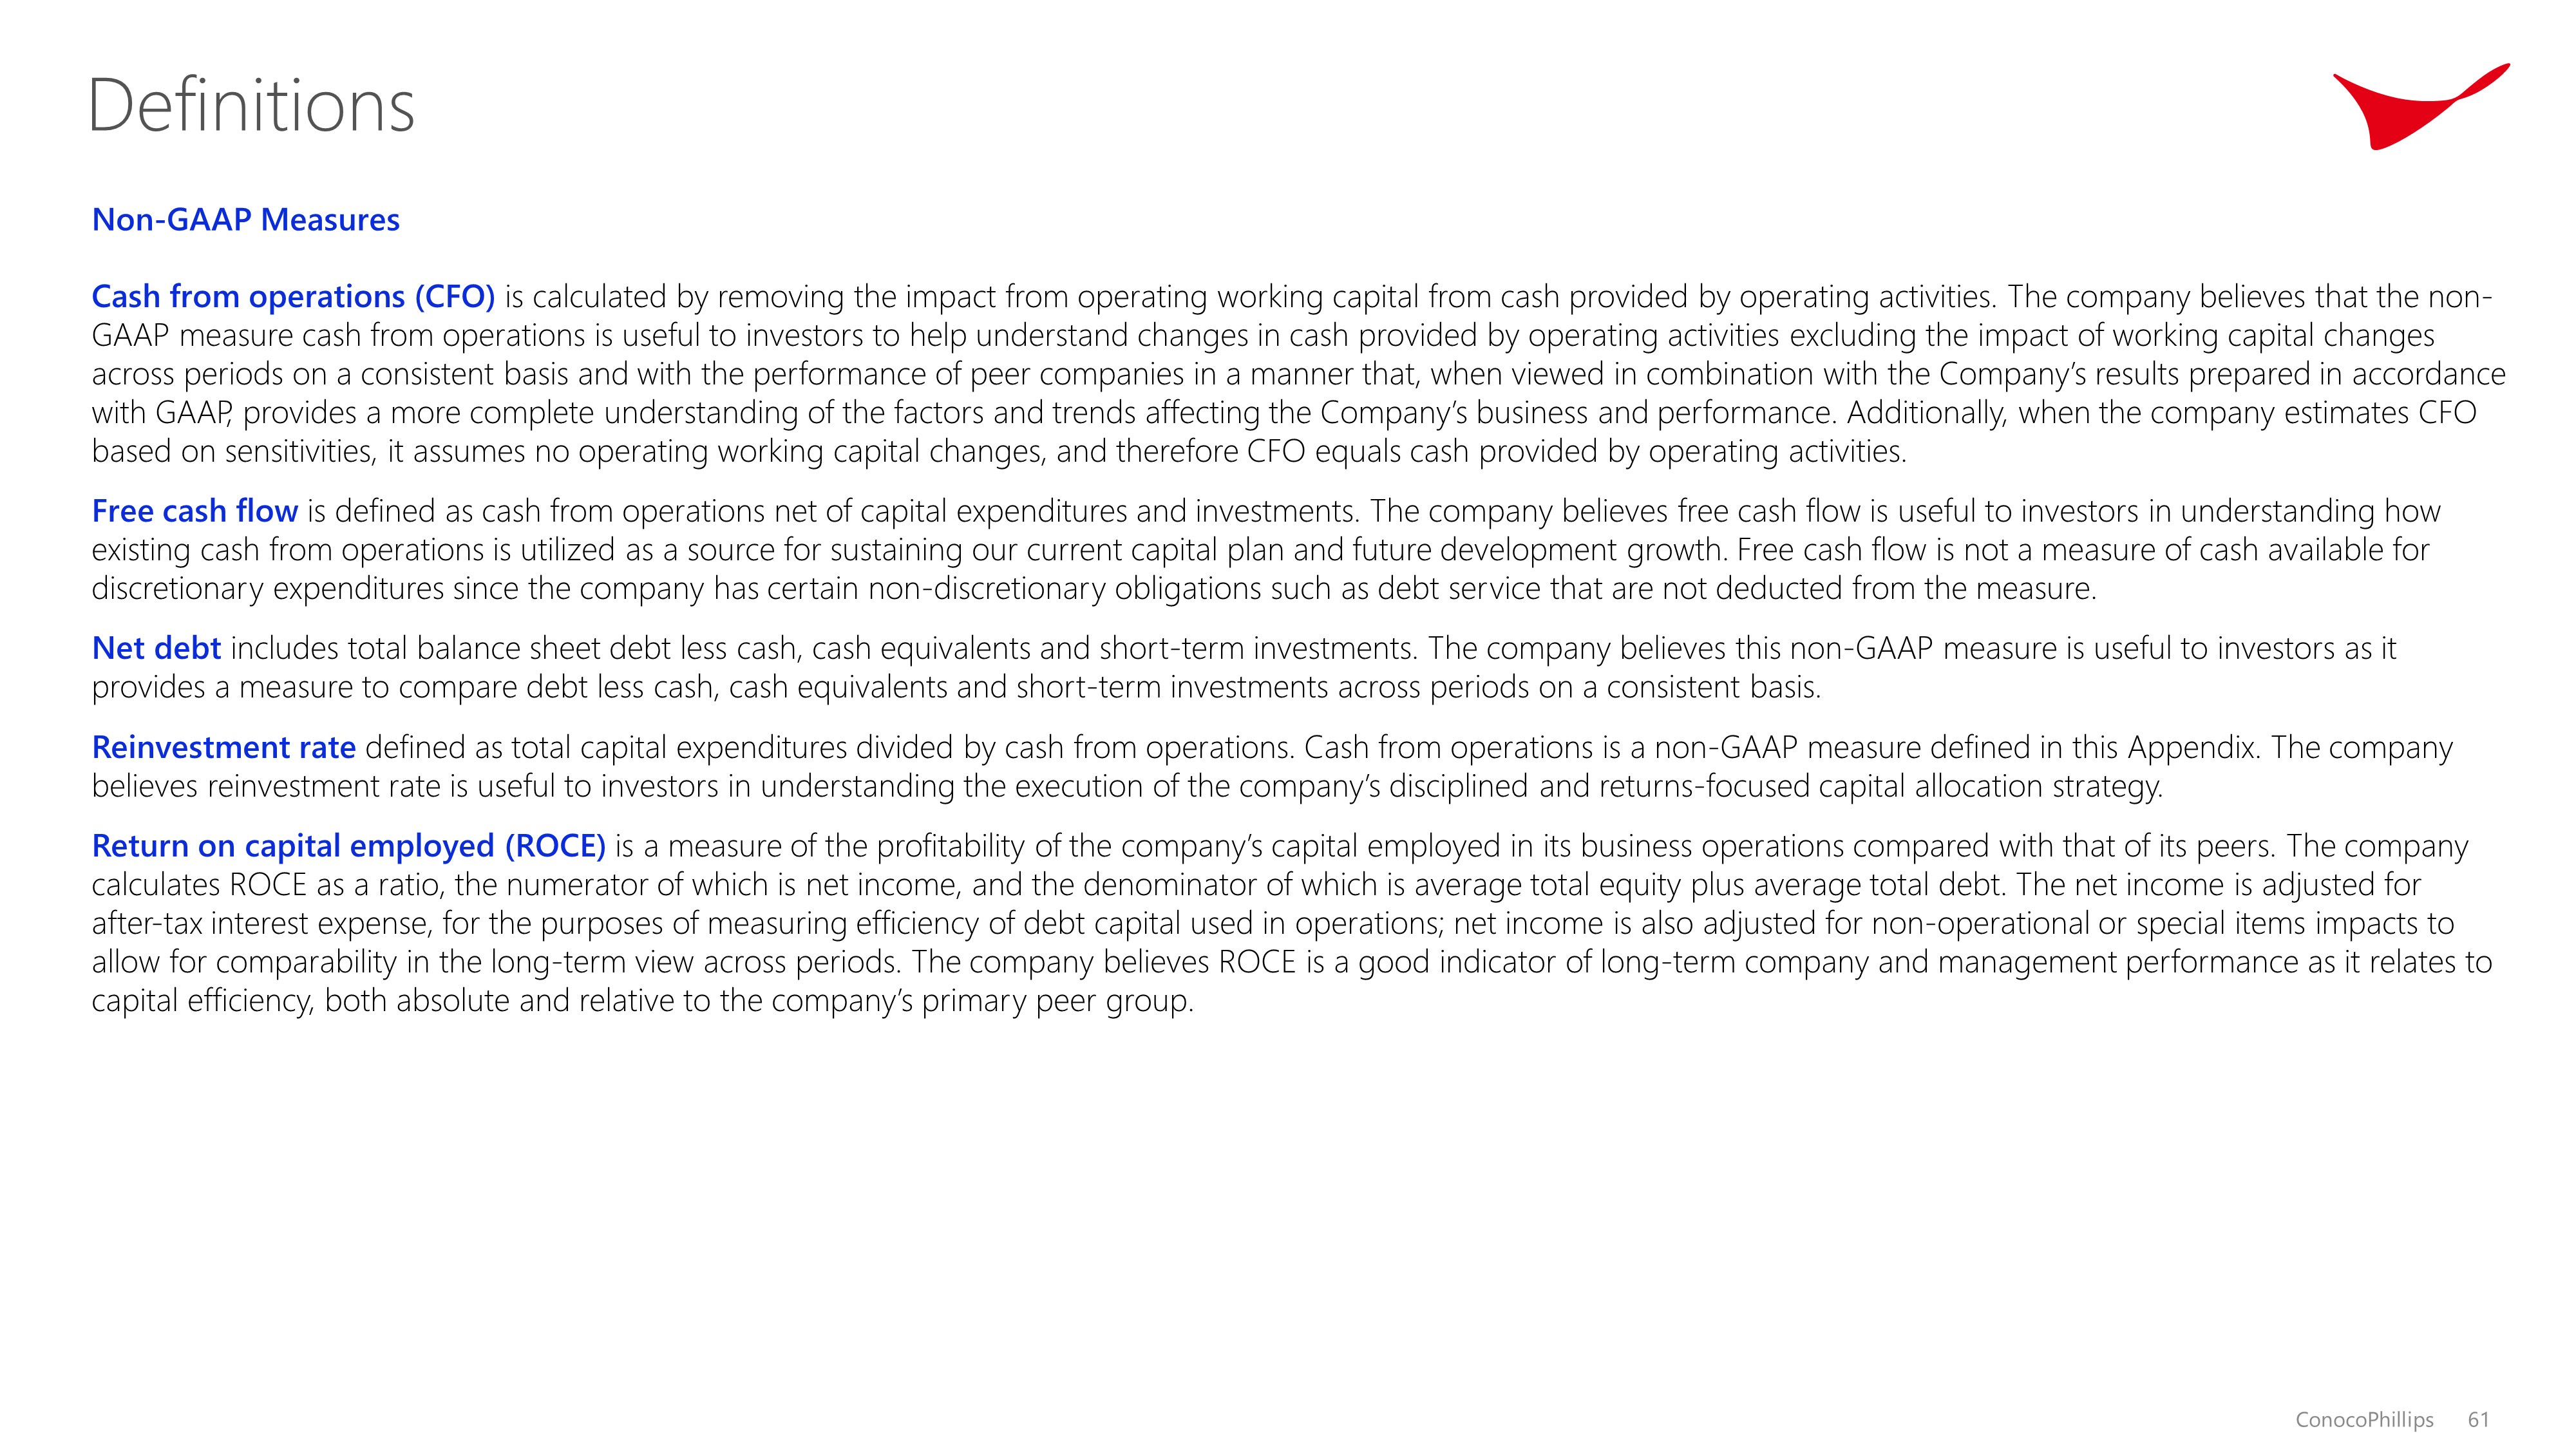 Definitions
Non-GAAP Measures
Cash from operations (CFO) is calculated by removing the impact from operating working capital from cash provided by operating activities. The company believes that the non-
GAAP measure cash from operations is useful to investors to help understand changes in cash provided by operating activities excluding the impact of working capital changes
across periods on a consistent basis and with the performance of peer companies in a manner that, when viewed in combination with the Company’s results prepared in accordance
with GAAP, provides a more complete understanding of the factors and trends affecting the Company’s business and performance. Additionally, when the company estimates CFO
based on sensitivities, it assumes no operating working capital changes, and therefore CFO equals cash provided by operating activities.
Free cash flow is defined as cash from operations net of capital expenditures and investments. The company believes free cash flow is useful to investors in understanding how
existing cash from operations is utilized as a source for sustaining our current capital plan and future development growth. Free cash flow is not a measure of cash available for
discretionary expenditures since the company has certain non-discretionary obligations such as debt service that are not deducted from the measure.
Net debt includes total balance sheet debt less cash, cash equivalents and short-term investments. The company believes this non-GAAP measure is useful to investors as it
provides a measure to compare debt less cash, cash equivalents and short-term investments across periods on a consistent basis.
Reinvestment rate defined as total capital expenditures divided by cash from operations. Cash from operations is a non-GAAP measure defined in this Appendix. The company
believes reinvestment rate is useful to investors in understanding the execution of the company’s disciplined and returns-focused capital allocation strategy.
Return on capital employed (ROCE) is a measure of the profitability of the company’s capital employed in its business operations compared with that of its peers. The company
calculates ROCE as a ratio, the numerator of which is net income, and the denominator of which is average total equity plus average total debt. The net income is adjusted for
after-tax interest expense, for the purposes of measuring efficiency of debt capital used in operations; net income is also adjusted for non-operational or special items impacts to
allow for comparability in the long-term view across periods. The company believes ROCE is a good indicator of long-term company and management performance as it relates to
capital efficiency, both absolute and relative to the company’s primary peer group.
ConocoPhillips 61